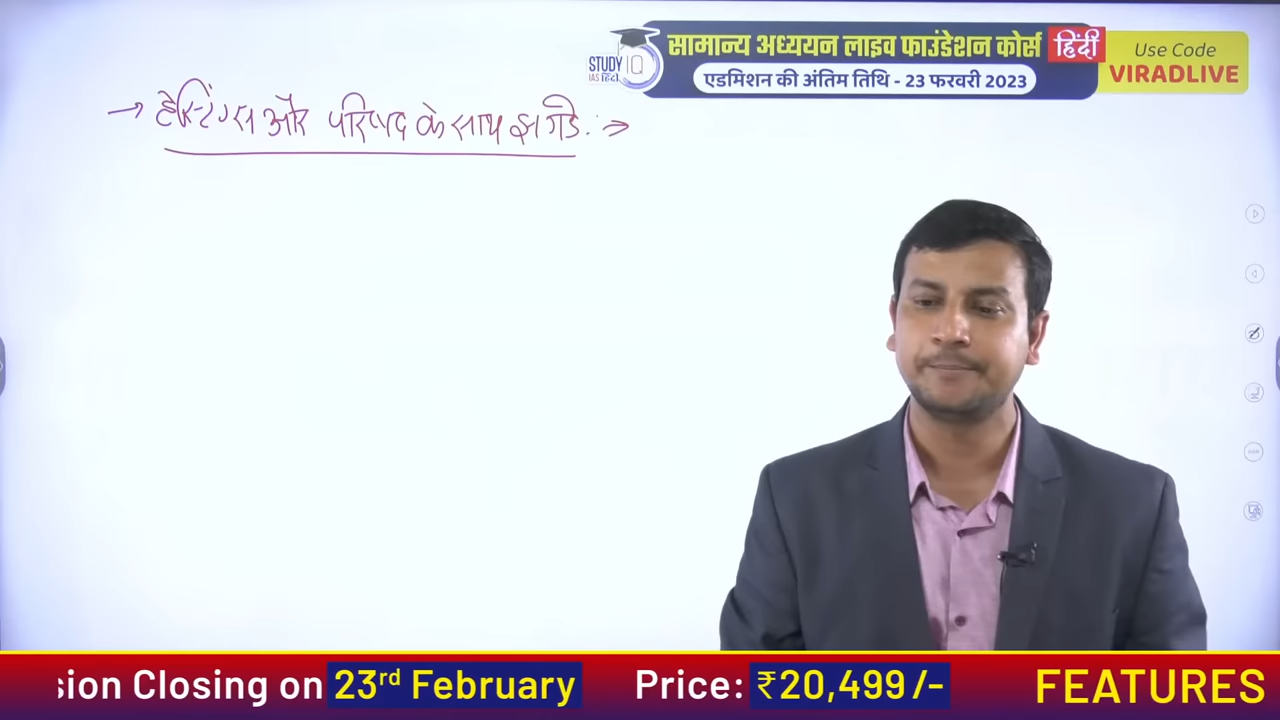 STUDY IQ
IAS हिंदी
सामान्य अध्ययन लाइव फाउंडेशन कोर्स हिंदी
एडमिशन की अंतिम तिथि - 23 फरवरी 2023
Use Code
VIRADLIVE
→ हेस्टिंग्स और परिषद के साथ झगडे :⇒
sion Closing on 23rd February Price: ₹20,499/- FEATURES